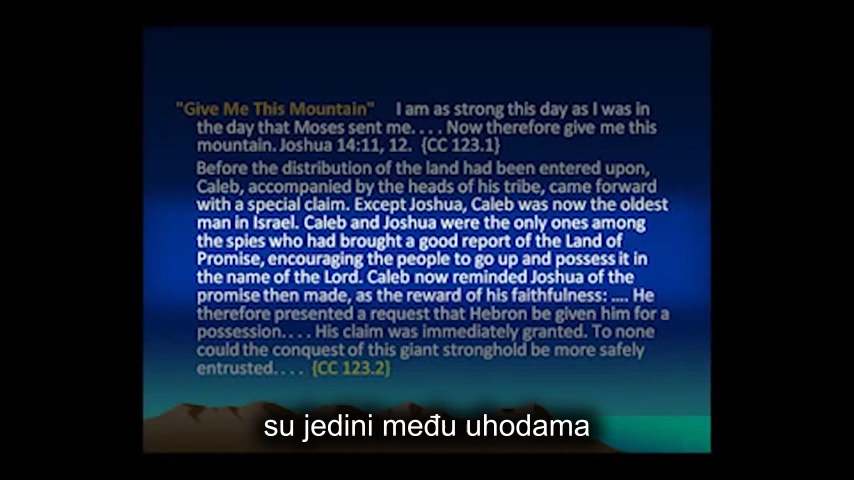 "Give Me This Mountain" I am as strong this day as I was in
the day that Moses sent me. . . . Now therefore give me this
mountain. Joshua 14:11, 12. {CC 123.1}
Before the distribution of the land had been entered upon,
Caleb, accompanied by the heads of his tribe, came forward
with a special claim. Except Joshua, Caleb was now the oldest
man in Israel. Caleb and Joshua were the only ones among
the spies who had brought a good report of the Land of
Promise, encouraging the people to go up and possess it in
the name of the Lord. Caleb now reminded Joshua of the
promise then made, as the reward of his faithfulness: .... He
therefore presented a request that Hebron be given him for a
possession. . . . His claim was immediately granted. To none
could the conquest of this giant stronghold be more safely
entrusted. . . . {CC 123.2}
su jedini među uhodama